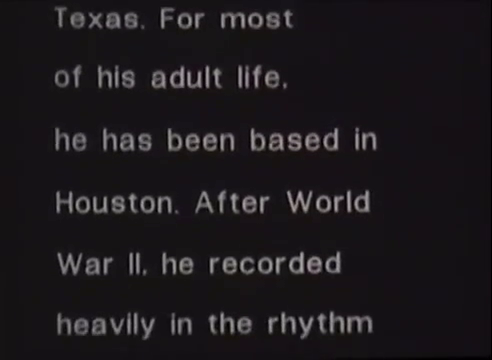 Texas. For most
of his adult life,
he has been based in
Houston. After World
War II, he recorded
heavily in the rhythm